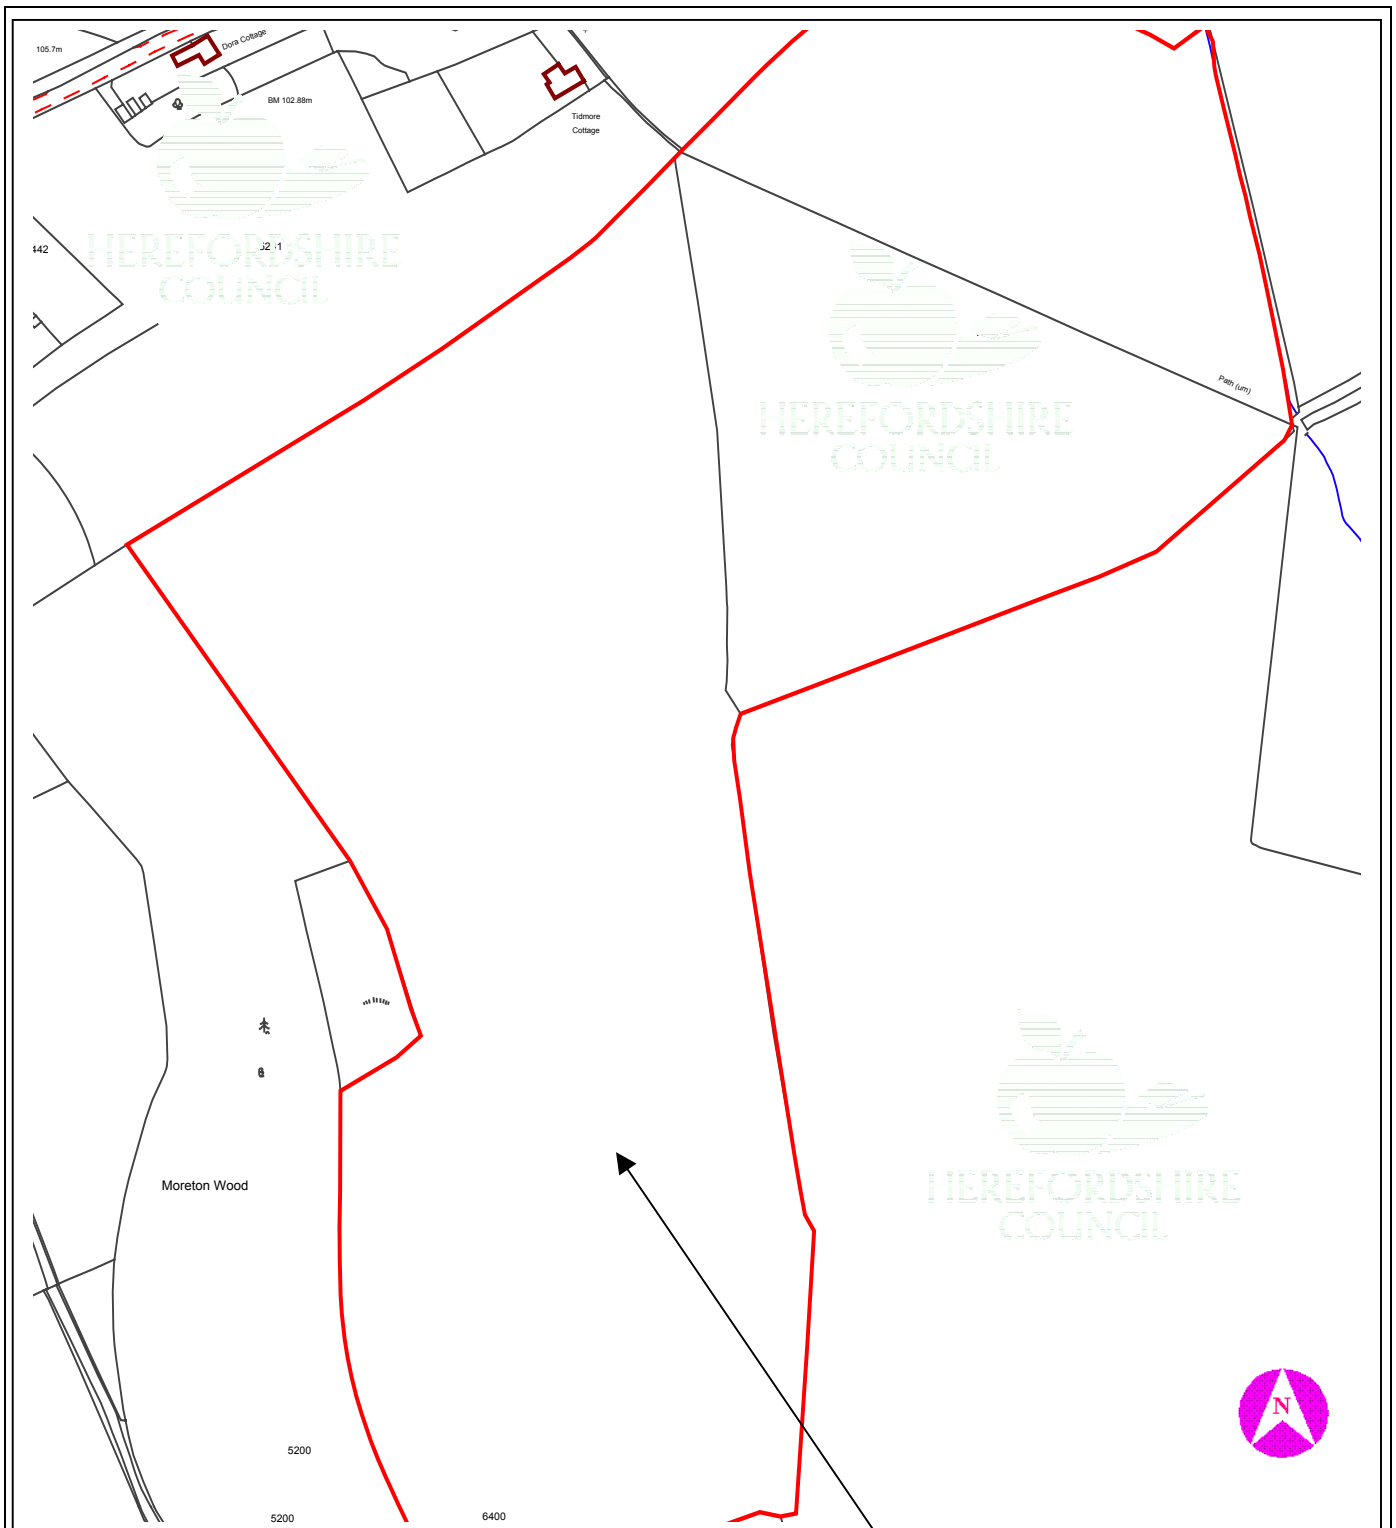 105.7m
Dora Cottage
BM 102.88m
Tidmore
Cottage
442
HEREFORDSHIRE
COUNCIL
HEREFORDSHIRE
COUNCIL
Path (um)
HEREFORDSHIRE
COUNCIL
Moreton Wood
N
5200
5200
6400